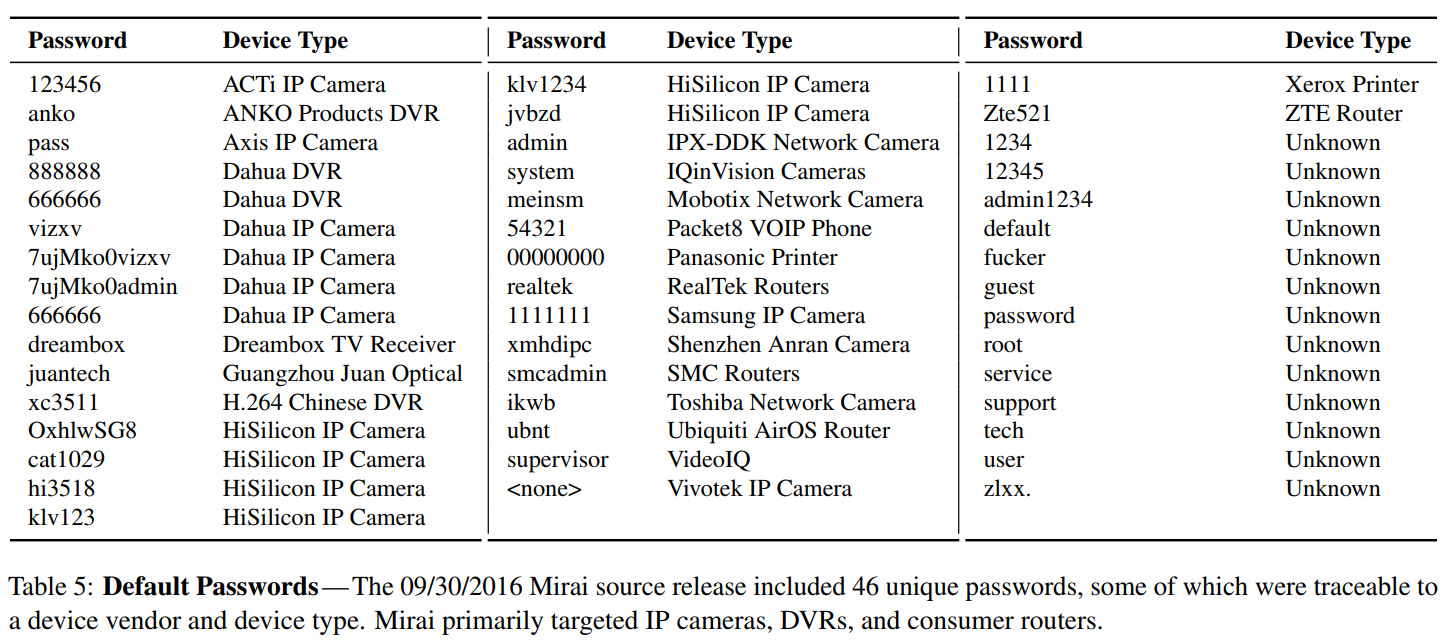 Password Device Type Password Device Type Password Device Type
123456 ACTi IP Camera klv1234 HiSilicon IP Camera 1111 Xerox Printer
anko ANKO Products DVR jvbzd HiSilicon IP Camera Zte521 ZTE Router
pass Axis IP Camera admin IPX-DDK Network Camera 1234 Unknown
888888 Dahua DVR system IQinVision Cameras 12345 Unknown
666666 Dahua DVR meinsm Mobotix Network Camera admin1234 Unknown
vizxv Dahua IP Camera 54321 Packet8 VOIP Phone default Unknown
7ujMko0vizxv Dahua IP Camera 00000000 Panasonic Printer fucker Unknown
7ujMko0admin Dahua IP Camera realtek RealTek Routers guest Unknown
666666 Dahua IP Camera 1111111 Samsung IP Camera password Unknown
dreambox Dreambox TV Receiver xmhdipc Shenzhen Anran Camera root Unknown
juantech Guangzhou Juan Optical smcadmin SMC Routers service Unknown
xc3511 H.264 Chinese DVR ikwb Toshiba Network Camera support Unknown
OxhlwSG8 HiSilicon IP Camera ubnt Ubiquiti AirOS Router tech Unknown
cat1029 HiSilicon IP Camera supervisor VideoIQ user Unknown
hi3518 HiSilicon IP Camera <none> Vivotek IP Camera zlxx. Unknown
klv123 HiSilicon IP Camera
Table 5: Default Passwords — The 09/30/2016 Mirai source release included 46 unique passwords, some of which were traceable to
a device vendor and device type. Mirai primarily targeted IP cameras, DVRs, and consumer routers.